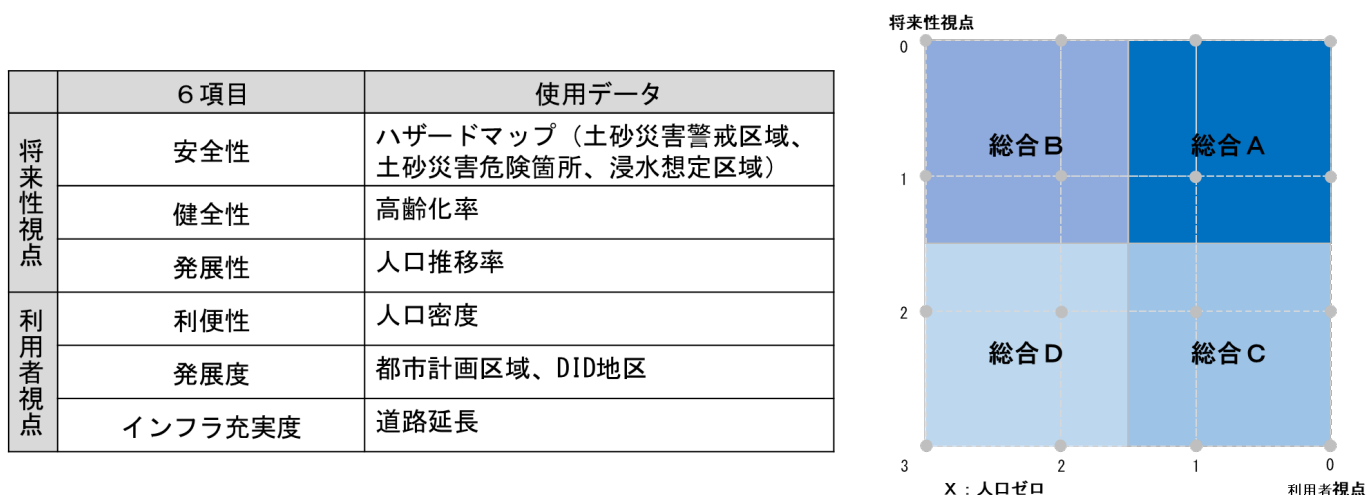 ６項目
使用データ
将来性視点
安全性
ハザードマップ（土砂災害警戒区域、
土砂災害危険箇所、浸水想定区域）
健全性
高齢化率
発展性
人口推移率
利用者視点
利便性
人口密度
発展度
都市計画区域、DID地区
インフラ充実度
道路延長
将来性視点
0
総合Ｂ
総合Ａ
1
2
総合Ｄ
総合Ｃ
3
2
1
0
Ｘ：人口ゼロ
利用者視点